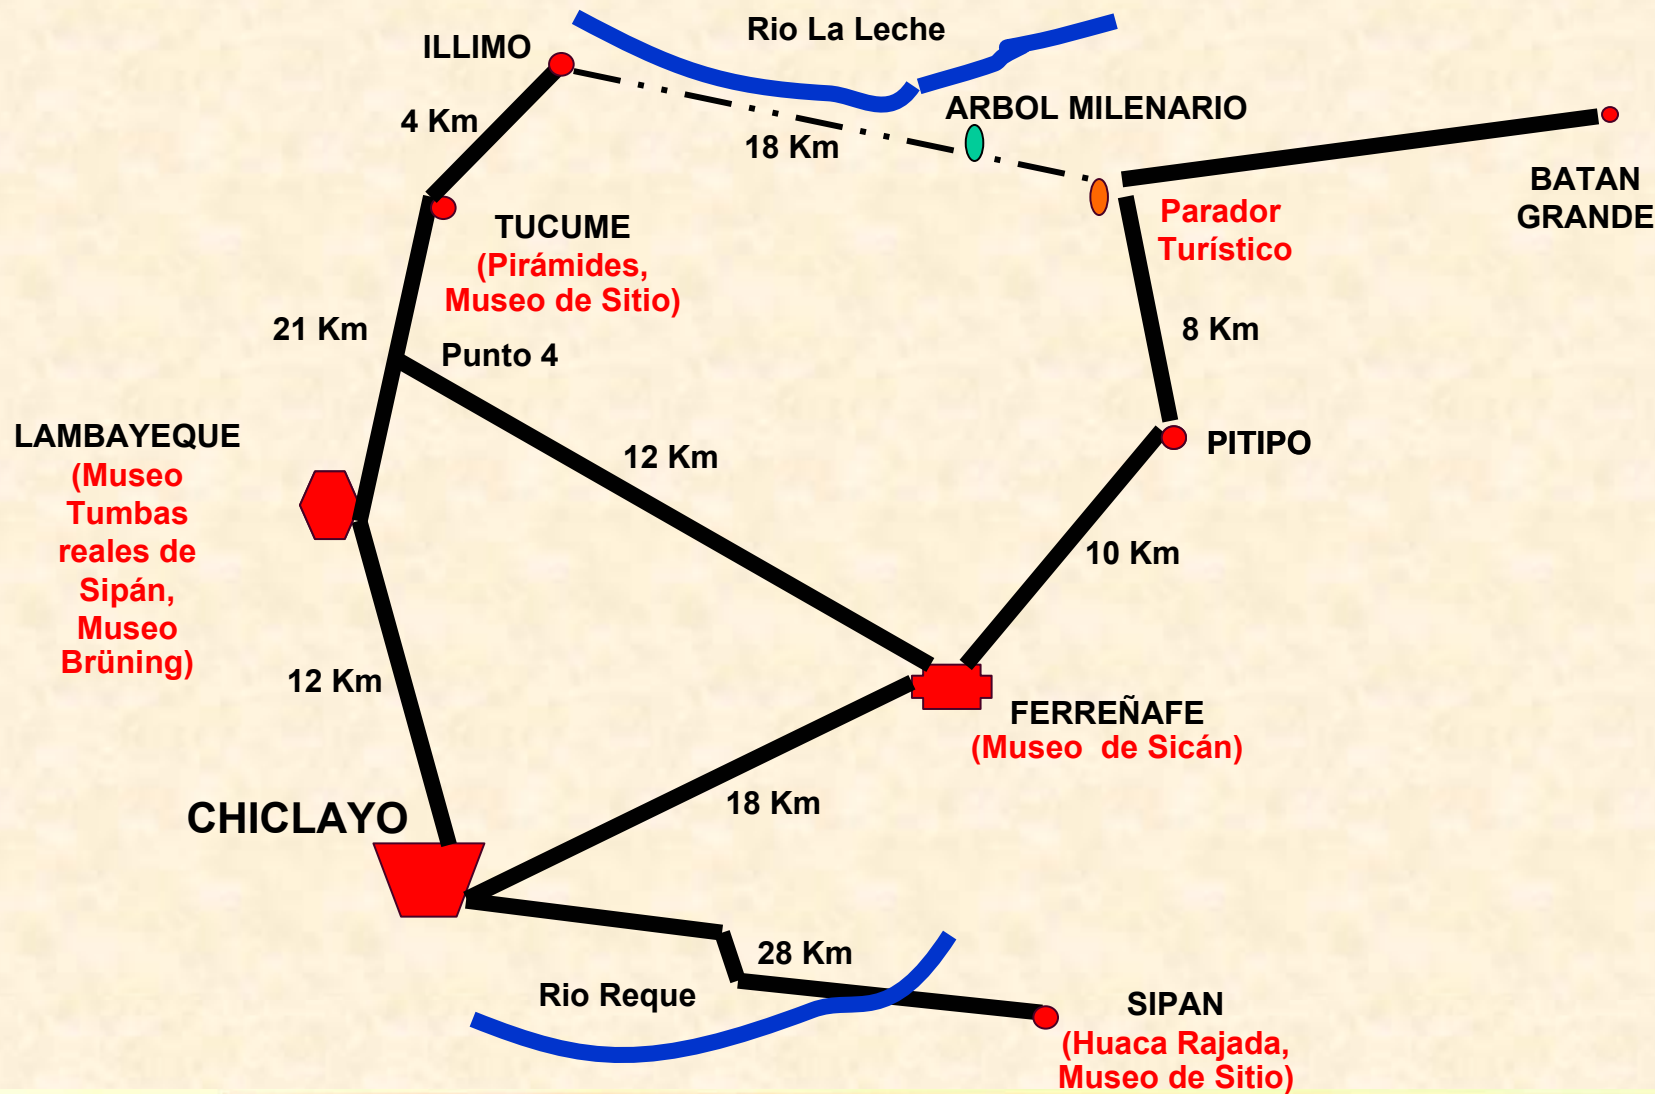 Rio La Leche
ILLIMO
ARBOL MILENARIO
4 Km
18 Km
BATAN
GRANDE
Parador
Turístico
TUCUME
(Pirámides,
Museo de Sitio)
21 Km
8 Km
Punto 4
LAMBAYEQUE
(Museo
Tumbas
reales de
Sipán,
Museo
Brüning)
12 Km
PITIPO
10 Km
12 Km
FERREÑAFE
(Museo de Sicán)
CHICLAYO
18 Km
28 Km
Rio Reque
SIPAN
(Huaca Rajada,
Museo de Sitio)